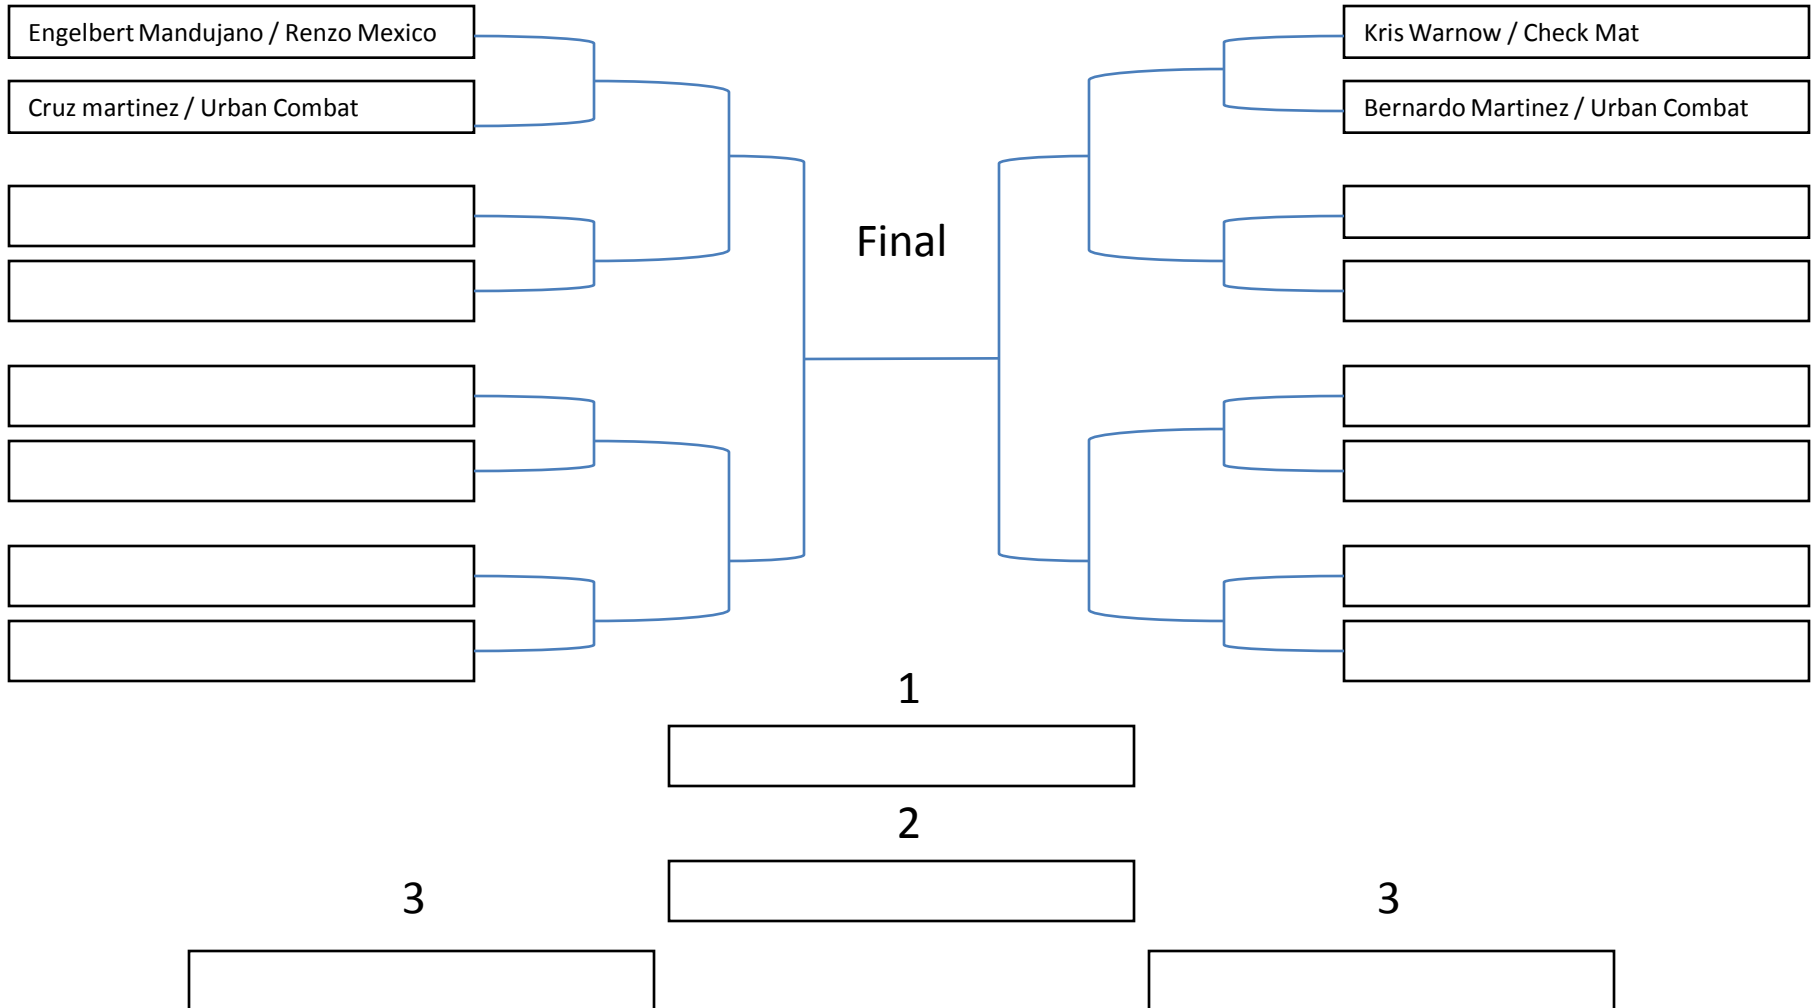 Engelbert Mandujano / Renzo Mexico
Kris Warnow / Check Mat
Cruz martinez / Urban Combat
Bernardo Martinez / Urban Combat
Final
1
2
3
3